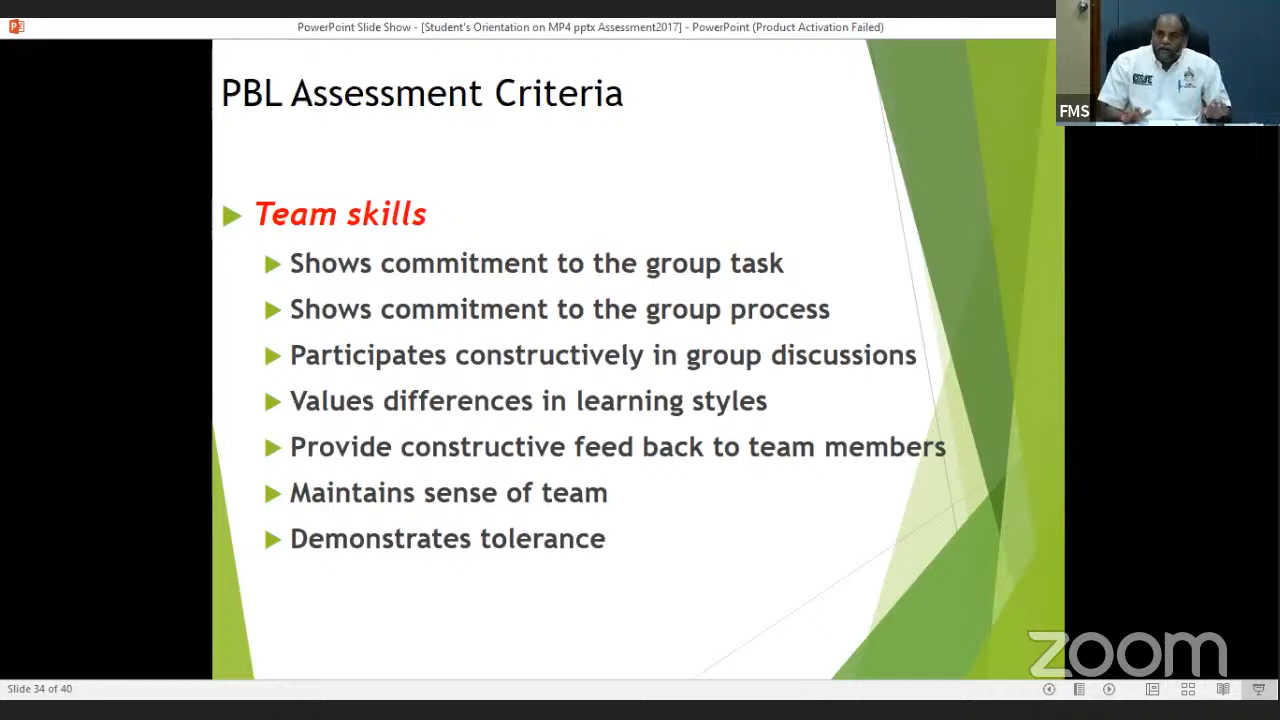 PowerPoint Slide Show - [Student's Orientation on MP4 pptx Assessment2017] - PowerPoint (Product Activation Failed)
FMS
PBL Assessment Criteria
Team skills
Shows commitment to the group task
Shows commitment to the group process
Participates constructively in group discussions
Values differences in learning styles
Provide constructive feed back to team members
Maintains sense of team
Demonstrates tolerance
zoom
Slide 34 of 40